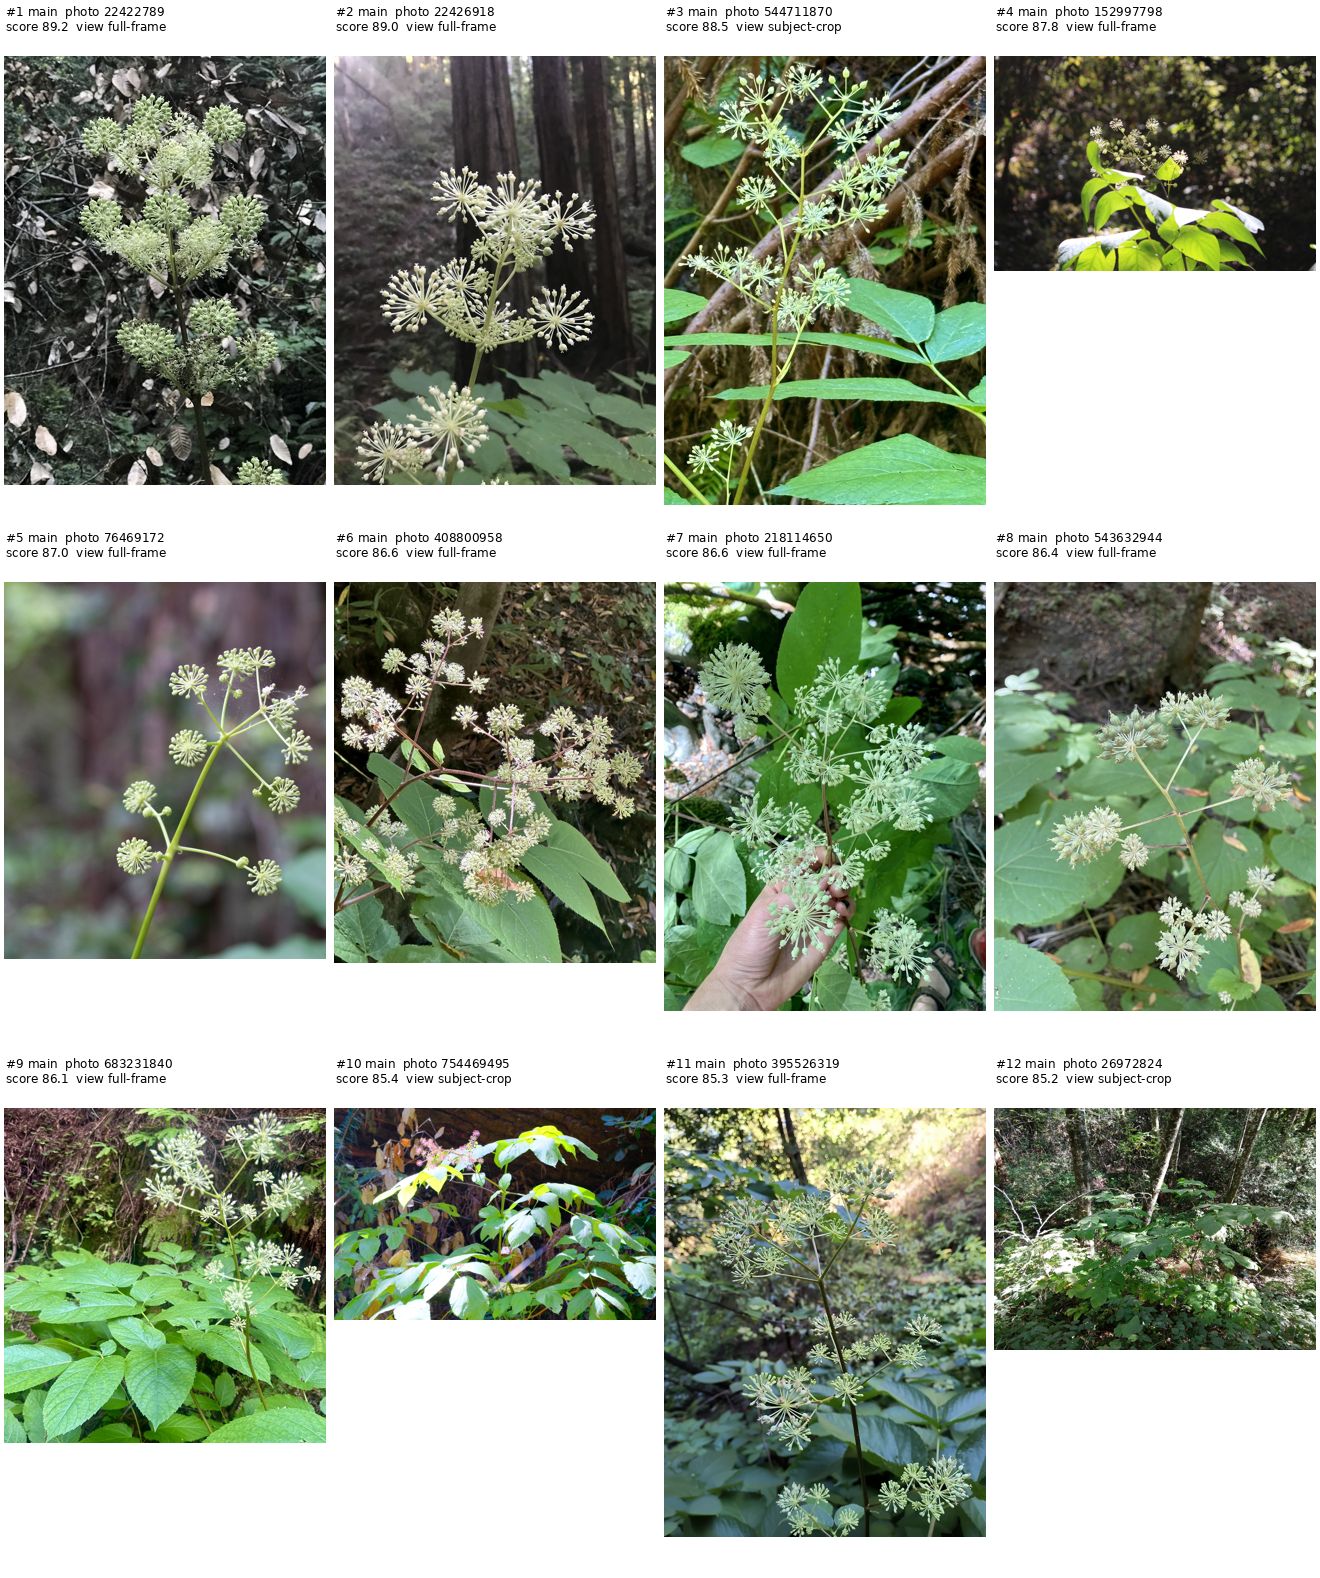 #1 main  photo 22422789
score 89.2  view full-frame
#2 main  photo 22426918
score 89.0  view full-frame
#3 main  photo 544711870
score 88.5  view subject-crop
#4 main  photo 152997798
score 87.8  view full-frame
#5 main  photo 76469172
score 87.0  view full-frame
#6 main  photo 408800958
score 86.6  view full-frame
#7 main  photo 218114650
score 86.6  view full-frame
#8 main  photo 543632944
score 86.4  view full-frame
#9 main  photo 683231840
score 86.1  view full-frame
#10 main  photo 754469495
score 85.4  view subject-crop
#11 main  photo 395526319
score 85.3  view full-frame
#12 main  photo 26972824
score 85.2  view subject-crop